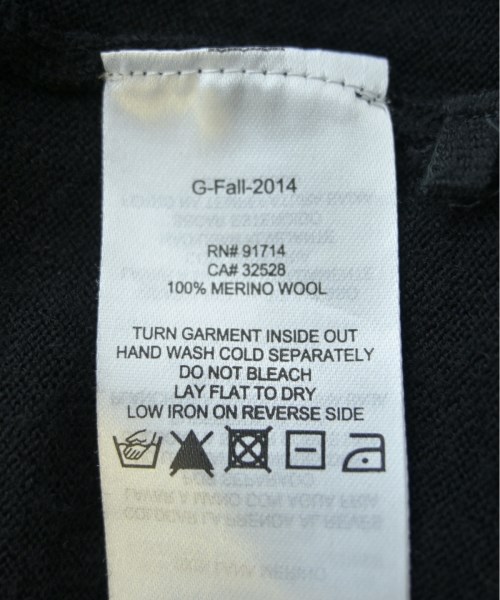 G-Fall-2014
RN# 91714
CA# 32528
100% MERINO WOOL
TURN GARMENT INSIDE OUT
HAND WASH COLD SEPARATELY
DO NOT BLEACH
LAY FLAT TO DRY
LOW IRON ON REVERSE SIDE